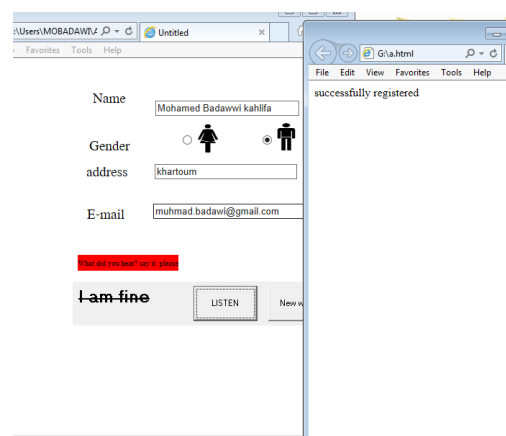 :\Users\MOBADAWI\
Untitled
Favorites Tools Help
Name
Mohamed Badawwi kahlifa
Gender
address
khartoum
E-mail
muhmad.badawi@gmail.com
What did you hear? say it please
I am fine
LISTEN
New w
G:\a.html
File Edit View Favorites Tools Help
successfully registered